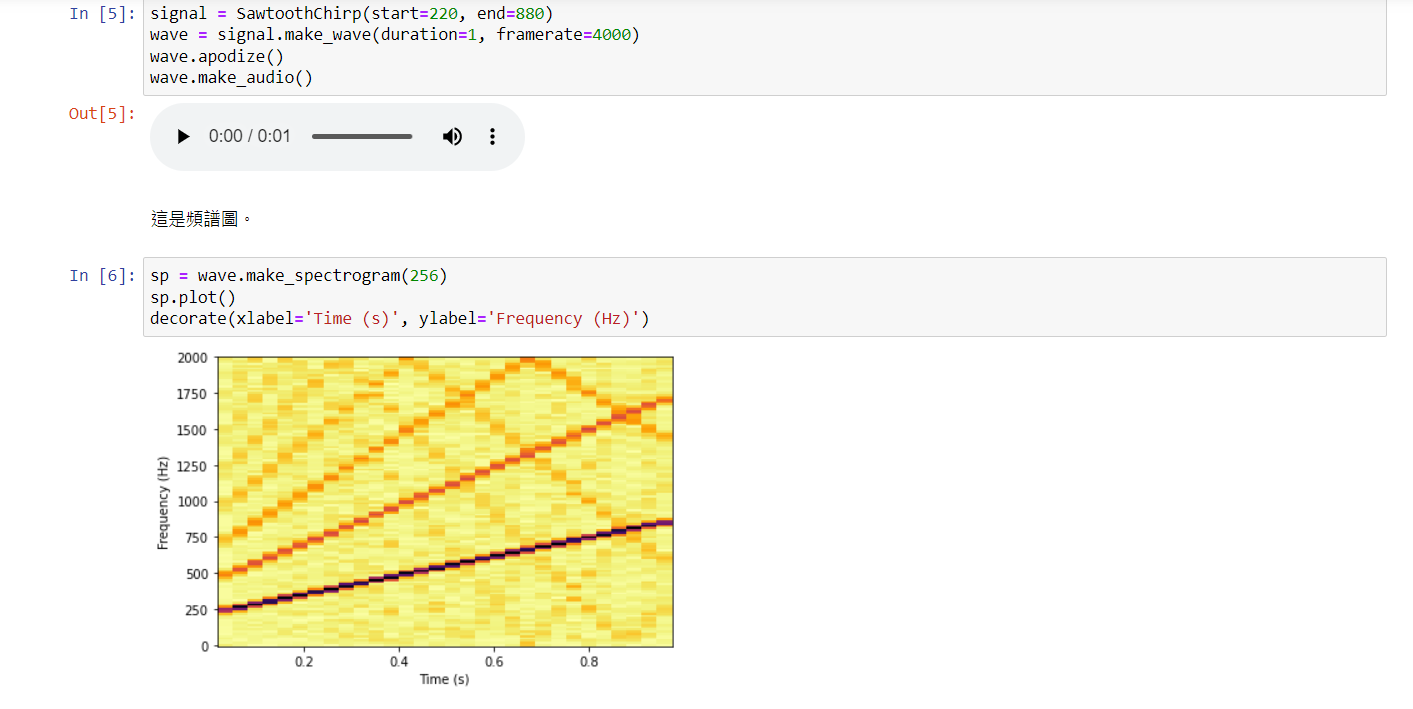 In [5]: signal = SawtoothChirp(start=220, end=880)
wave = signal.make_wave(duration=1, framerate=4000)
wave.apodize()
wave.make_audio()
Out[5]:
0:00 / 0:01
這是頻譜圖。
In [6]: sp = wave.make_spectrogram(256)
sp.plot()
decorate(xlabel='Time (s)', ylabel='Frequency (Hz)')
2000
1750
1500
1250
1000
750
500
250
0
Frequency (Hz)
0.2 0.4 0.6 0.8
Time (s)